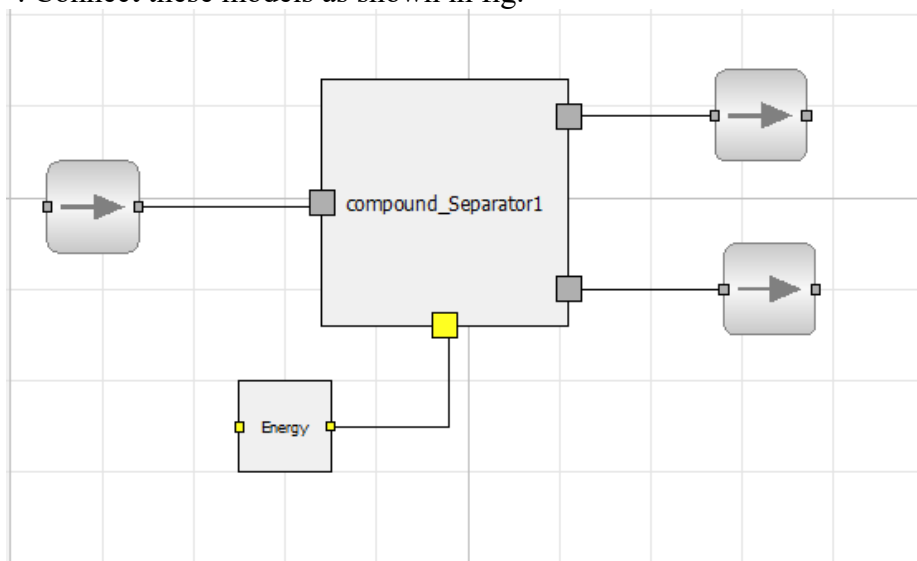 . Connect these models as shown in fig.
compound_Separator1
Energy